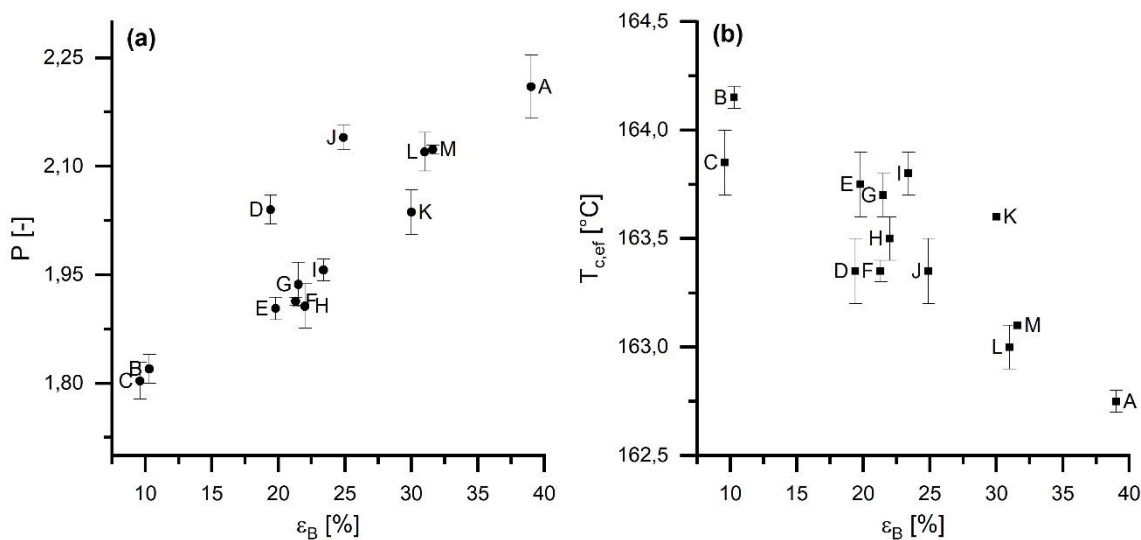 (a)
2,25
2,10
1,95
1,80
P [-]
A
J
L
M
D
K
I
G
F
E
H
B
C
10 15 20 25 30 35 40
εB [%]
(b)
164,5
164,0
163,5
163,0
162,5
Tc,ef [°C]
B
C
E
I
G
K
H
D
F
J
M
L
A
10 15 20 25 30 35 40
εB [%]